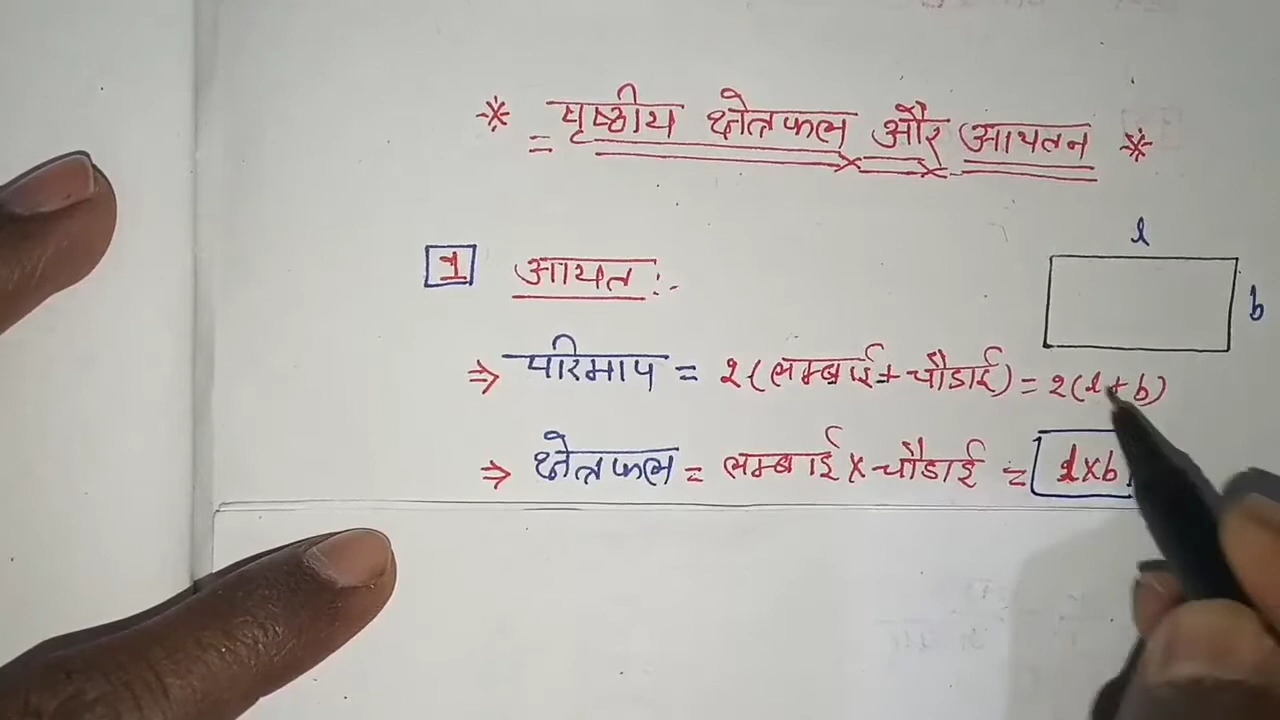 * पृष्ठीय क्षेत्रफल और आयतन *
1 आयत :-
l
b
⇒ परिमाप = 2(लम्बाई + चौडाई) = 2(l+b)
⇒ क्षेत्रफल = लम्बाई x चौडाई = l x b